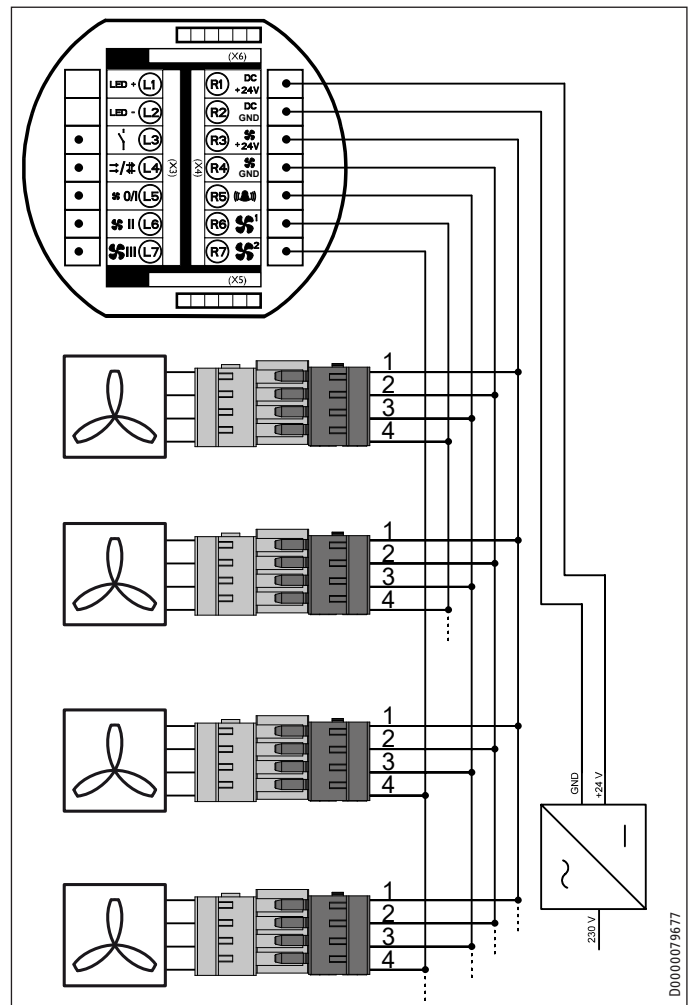 (X6)
LED + L1 R1 DC +24V
LED - L2 R2 DC GND
L3 R3 +24V
L4 R4 GND
0/I L5 R5
II L6 R6 1
III L7 R7 2
(X3) (X4)
(X5)
1
2
3
4
1
2
3
4
1
2
3
4
1
2
3
4
GND
+24 V
230 V
D0000079677